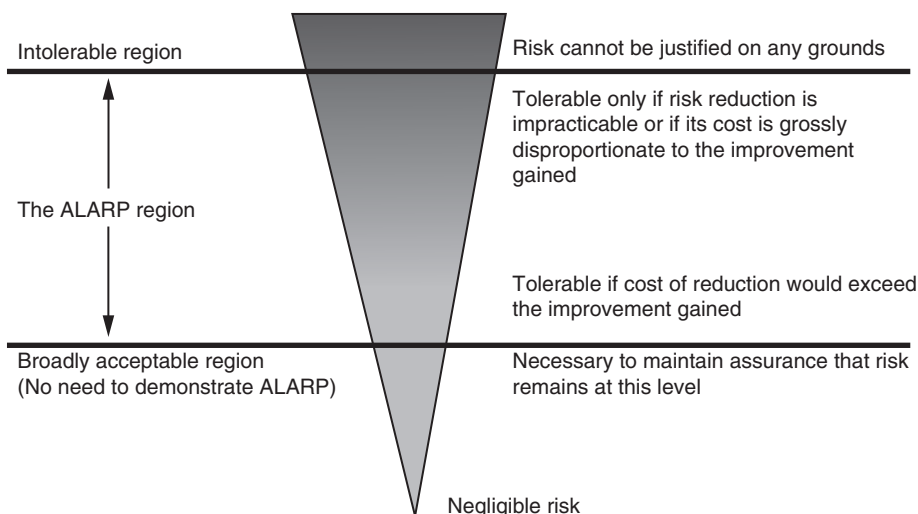 Intolerable region
Risk cannot be justified on any grounds
Tolerable only if risk reduction is
impracticable or if its cost is grossly
disproportionate to the improvement
gained
The ALARP region
Tolerable if cost of reduction would exceed
the improvement gained
Broadly acceptable region
(No need to demonstrate ALARP)
Necessary to maintain assurance that risk
remains at this level
Negligible risk